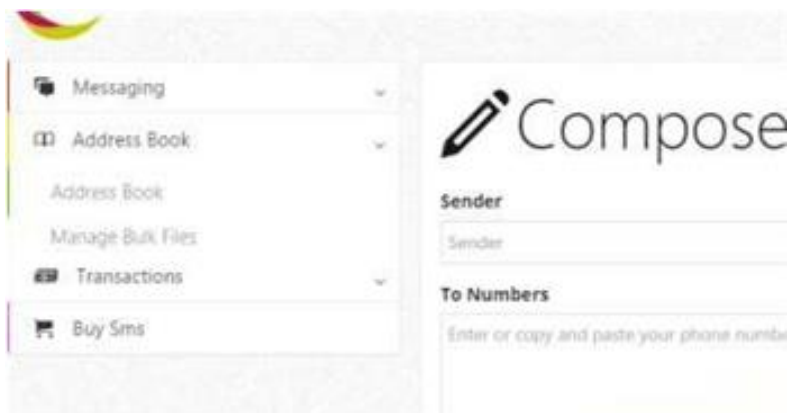 Messaging
Address Book
Address Book
Manage Bulk Files
Transactions
Buy Sms
Compose
Sender
Sender
To Numbers
Enter or copy and paste your phone numbe